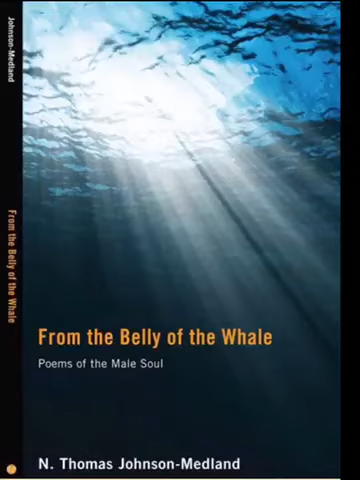 Johnson-Medland
From the Belly of the Whale
From the Belly of the Whale
Poems of the Male Soul
N. Thomas Johnson-Medland